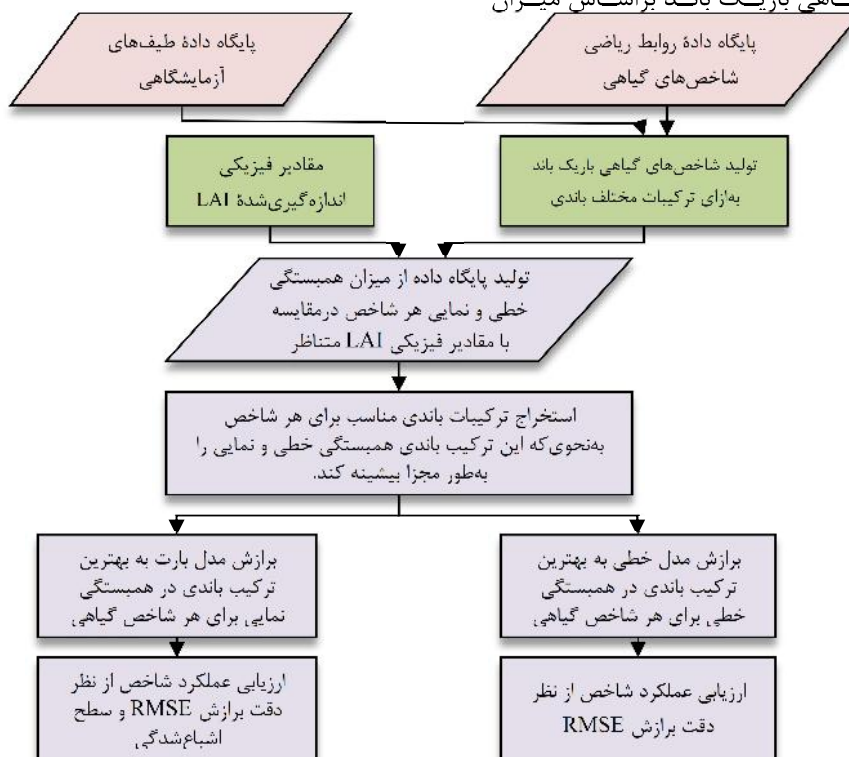 باریک باند براساس میزان
پایگاه دادهٔ روابط ریاضی
شاخص‌های گیاهی
پایگاه دادهٔ طیف‌های
آزمایشگاهی
تولید شاخص‌های گیاهی باریک باند
به‌ازای ترکیبات مختلف باندی
مقادیر فیزیکی
اندازه‌گیری‌شدهٔ LAI
تولید پایگاه داده از میزان همبستگی
خطی و نمایی هر شاخص درمقایسه
با مقادیر فیزیکی LAI متناظر
استخراج ترکیبات باندی مناسب برای هر شاخص
به‌نحوی‌که این ترکیب باندی همبستگی خطی و نمایی را
به‌طور مجزا بیشینه کند.
برازش مدل خطی به بهترین
ترکیب باندی در همبستگی
خطی برای هر شاخص گیاهی
برازش مدل بارت به بهترین
ترکیب باندی در همبستگی
نمایی برای هر شاخص گیاهی
ارزیابی عملکرد شاخص از نظر
دقت برازش RMSE
ارزیابی عملکرد شاخص از نظر
دقت برازش RMSE و سطح
اشباع‌شدگی